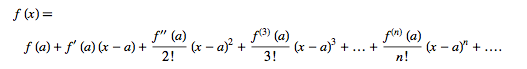 f (x) =
f (a) + f′ (a) (x − a) + f″ (a)/2! (x − a)² + f⁽³⁾ (a)/3! (x − a)³ + … + f⁽ⁿ⁾ (a)/n! (x − a)ⁿ + ….